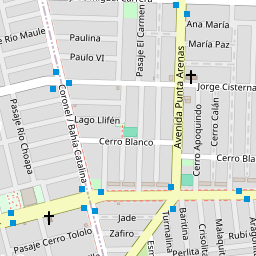 Pasaje El Carmen
Ana María
Paulina
María Paz
Pasaje Río Maule
Paulo VI
Avenida Punta Arenas
Jorge Cisterna
Coronel
Bahía Catalina
Cerro Apoquindo
Cerro Calán
Pasaje Río Choapa
Lago Llifén
Cerro Blanco
Cerro Bla
Jade
Zafiro
Pasaje Cerro Tololo
Turmalina
Baritina
Perlita
Crisolita
Malaquita
Rubí